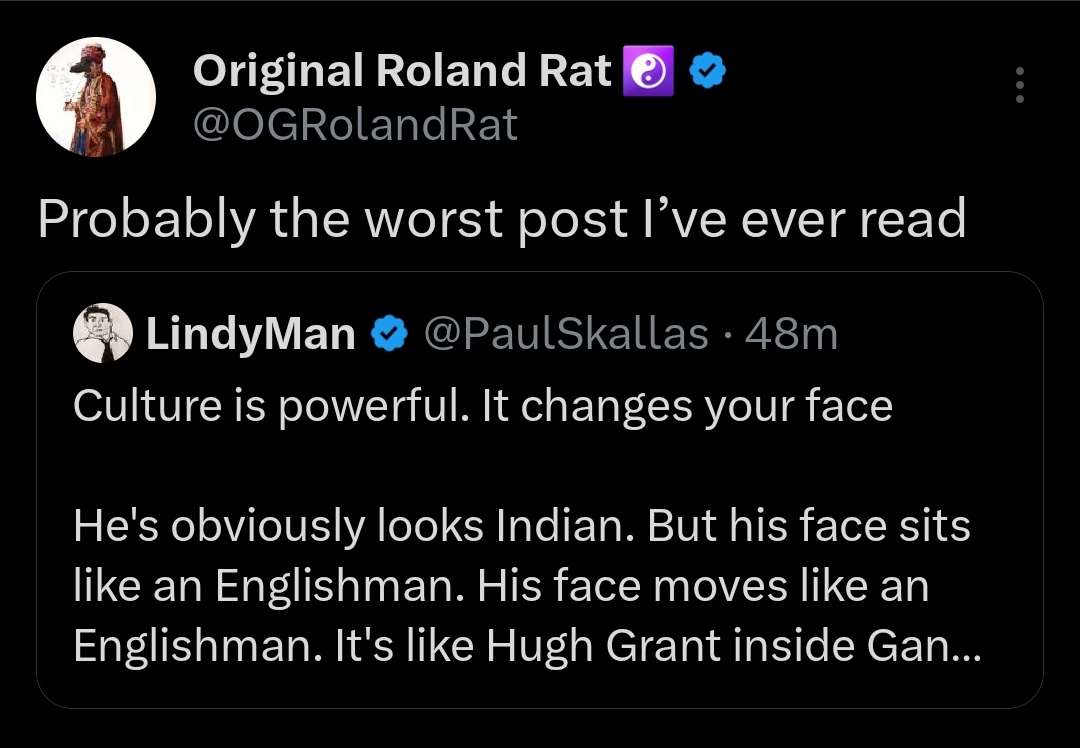 Original Roland Rat ☯️
@OGRolandRat
Probably the worst post I’ve ever read
LindyMan @PaulSkallas · 48m
Culture is powerful. It changes your face
He's obviously looks Indian. But his face sits
like an Englishman. His face moves like an
Englishman. It's like Hugh Grant inside Gan...